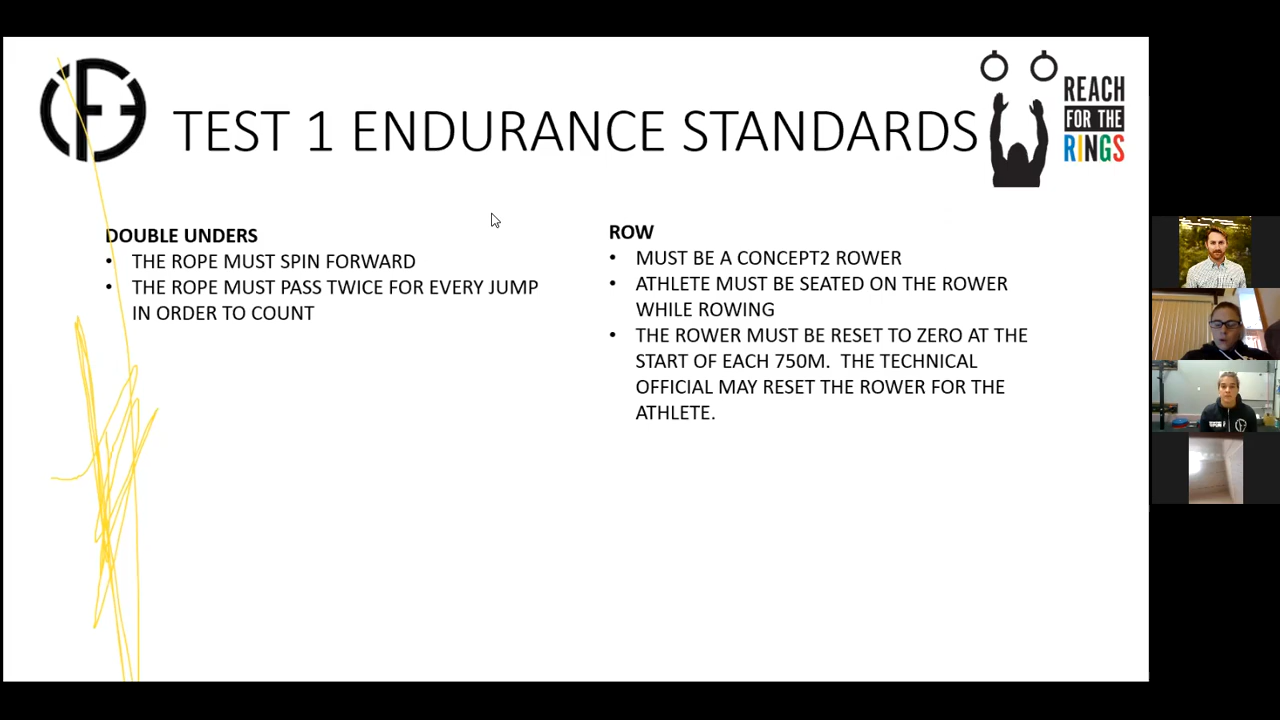 iF3
TEST 1 ENDURANCE STANDARDS
REACH
FOR THE
RINGS
DOUBLE UNDERS
• THE ROPE MUST SPIN FORWARD
• THE ROPE MUST PASS TWICE FOR EVERY JUMP
IN ORDER TO COUNT
ROW
• MUST BE A CONCEPT2 ROWER
• ATHLETE MUST BE SEATED ON THE ROWER
WHILE ROWING
• THE ROWER MUST BE RESET TO ZERO AT THE
START OF EACH 750M. THE TECHNICAL
OFFICIAL MAY RESET THE ROWER FOR THE
ATHLETE.